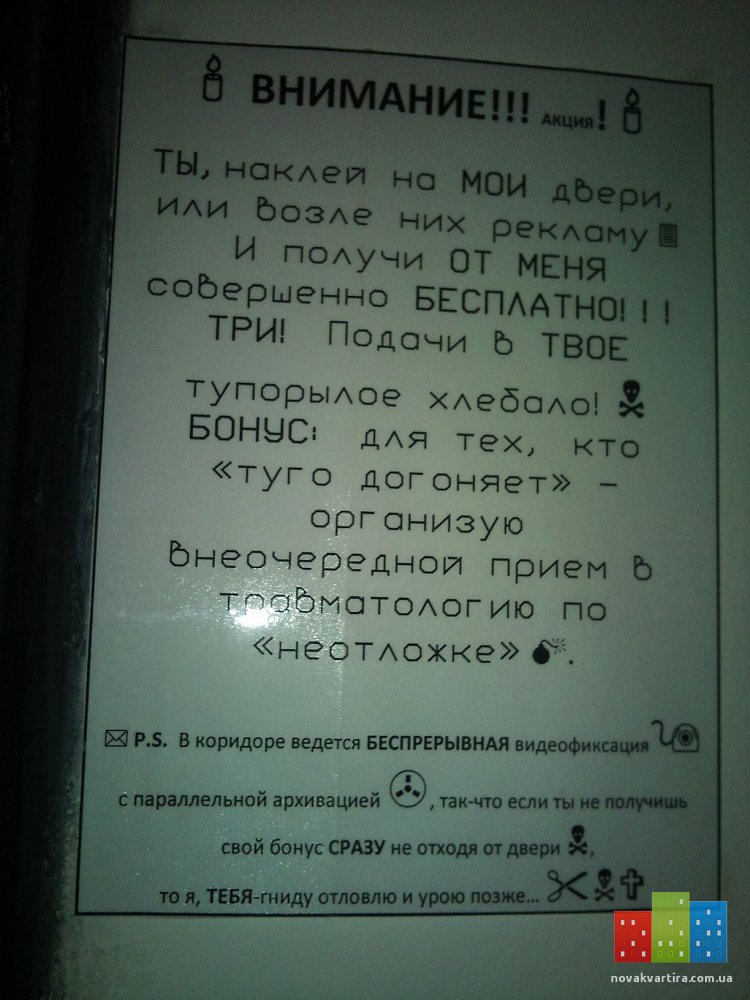 ВНИМАНИЕ!!! АКЦИЯ!
ТЫ, наклей на МОИ двери,
или возле них рекламу
И получи ОТ МЕНЯ
совершенно БЕСПЛАТНО!!!
ТРИ! Подачи в ТВОЕ
тупорылое хлебало!
БОНУС: для тех, кто
«туго догоняет» –
организую
внеочередной прием в
травматологию по
«неотложке».
P.S. В коридоре ведется БЕСПРЕРЫВНАЯ видеофиксация
с параллельной архивацией , так-что если ты не получишь
свой бонус СРАЗУ не отходя от двери ,
то я, ТЕБЯ-гниду отловлю и урою позже...
novakvartira.com.ua